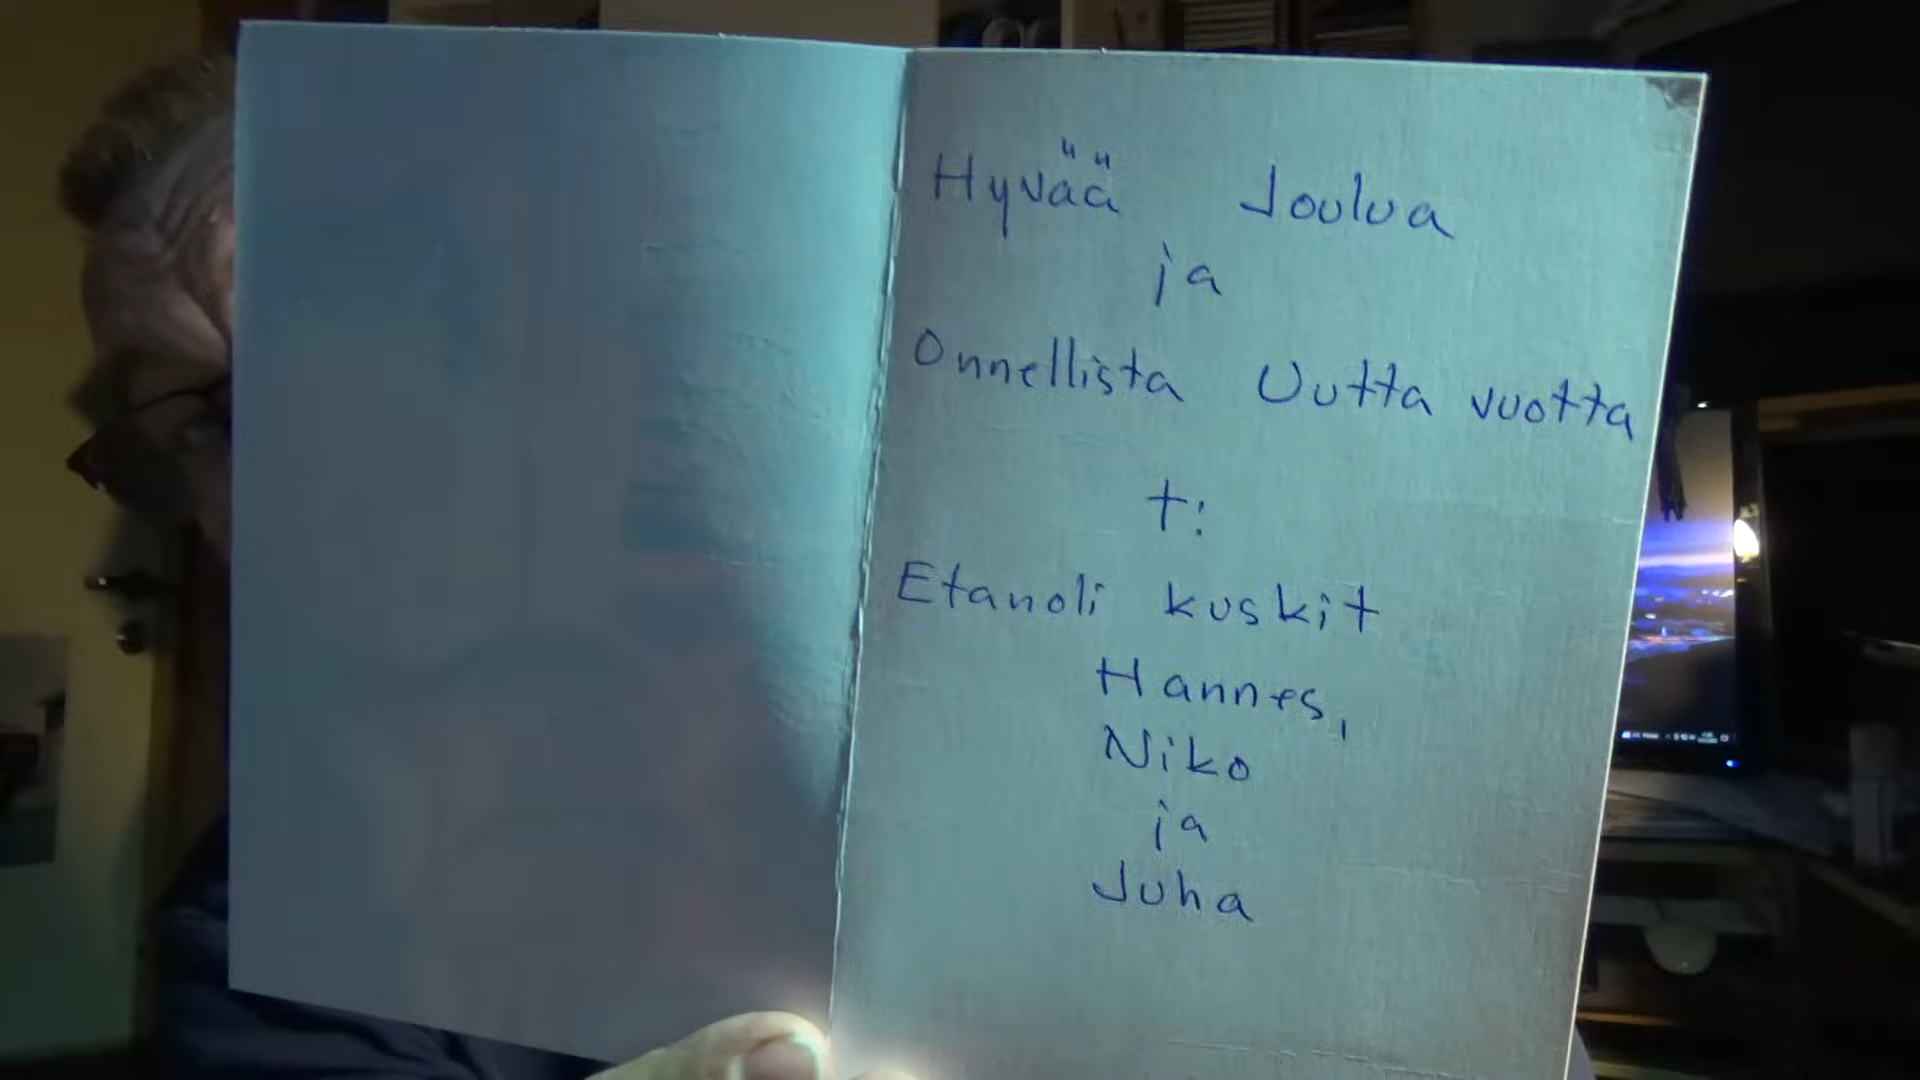 Hyvää Joulua
ja
Onnellista Uutta vuotta
t:
Etanoli kuskit
Hannes,
Niko
ja
Juha